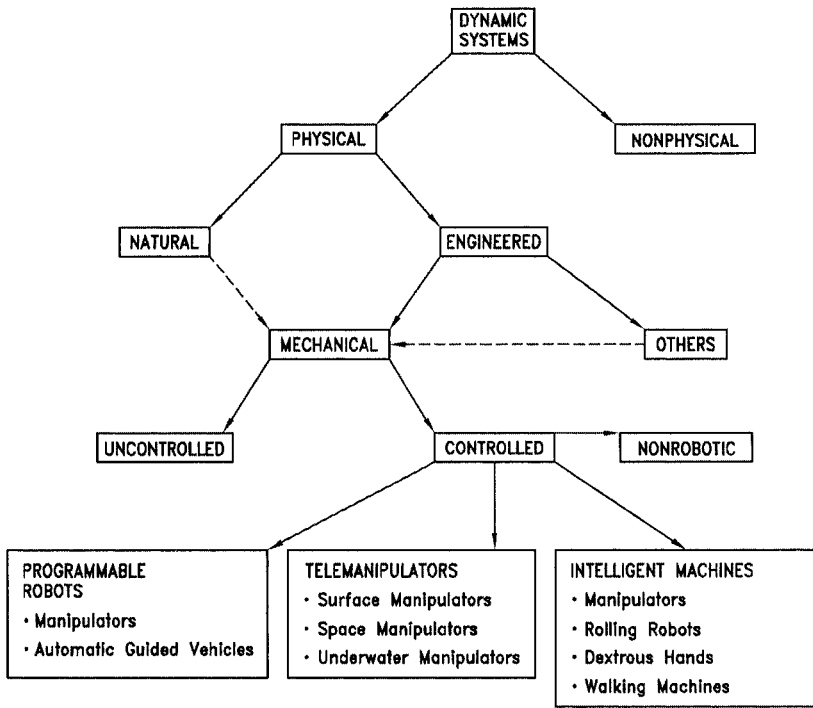 DYNAMIC
SYSTEMS
PHYSICAL
NONPHYSICAL
NATURAL
ENGINEERED
MECHANICAL
OTHERS
UNCONTROLLED
CONTROLLED
NONROBOTIC
PROGRAMMABLE
ROBOTS
· Manipulators
· Automatic Guided Vehicles
TELEMANIPULATORS
· Surface Manipulators
· Space Manipulators
· Underwater Manipulators
INTELLIGENT MACHINES
· Manipulators
· Rolling Robots
· Dextrous Hands
· Walking Machines